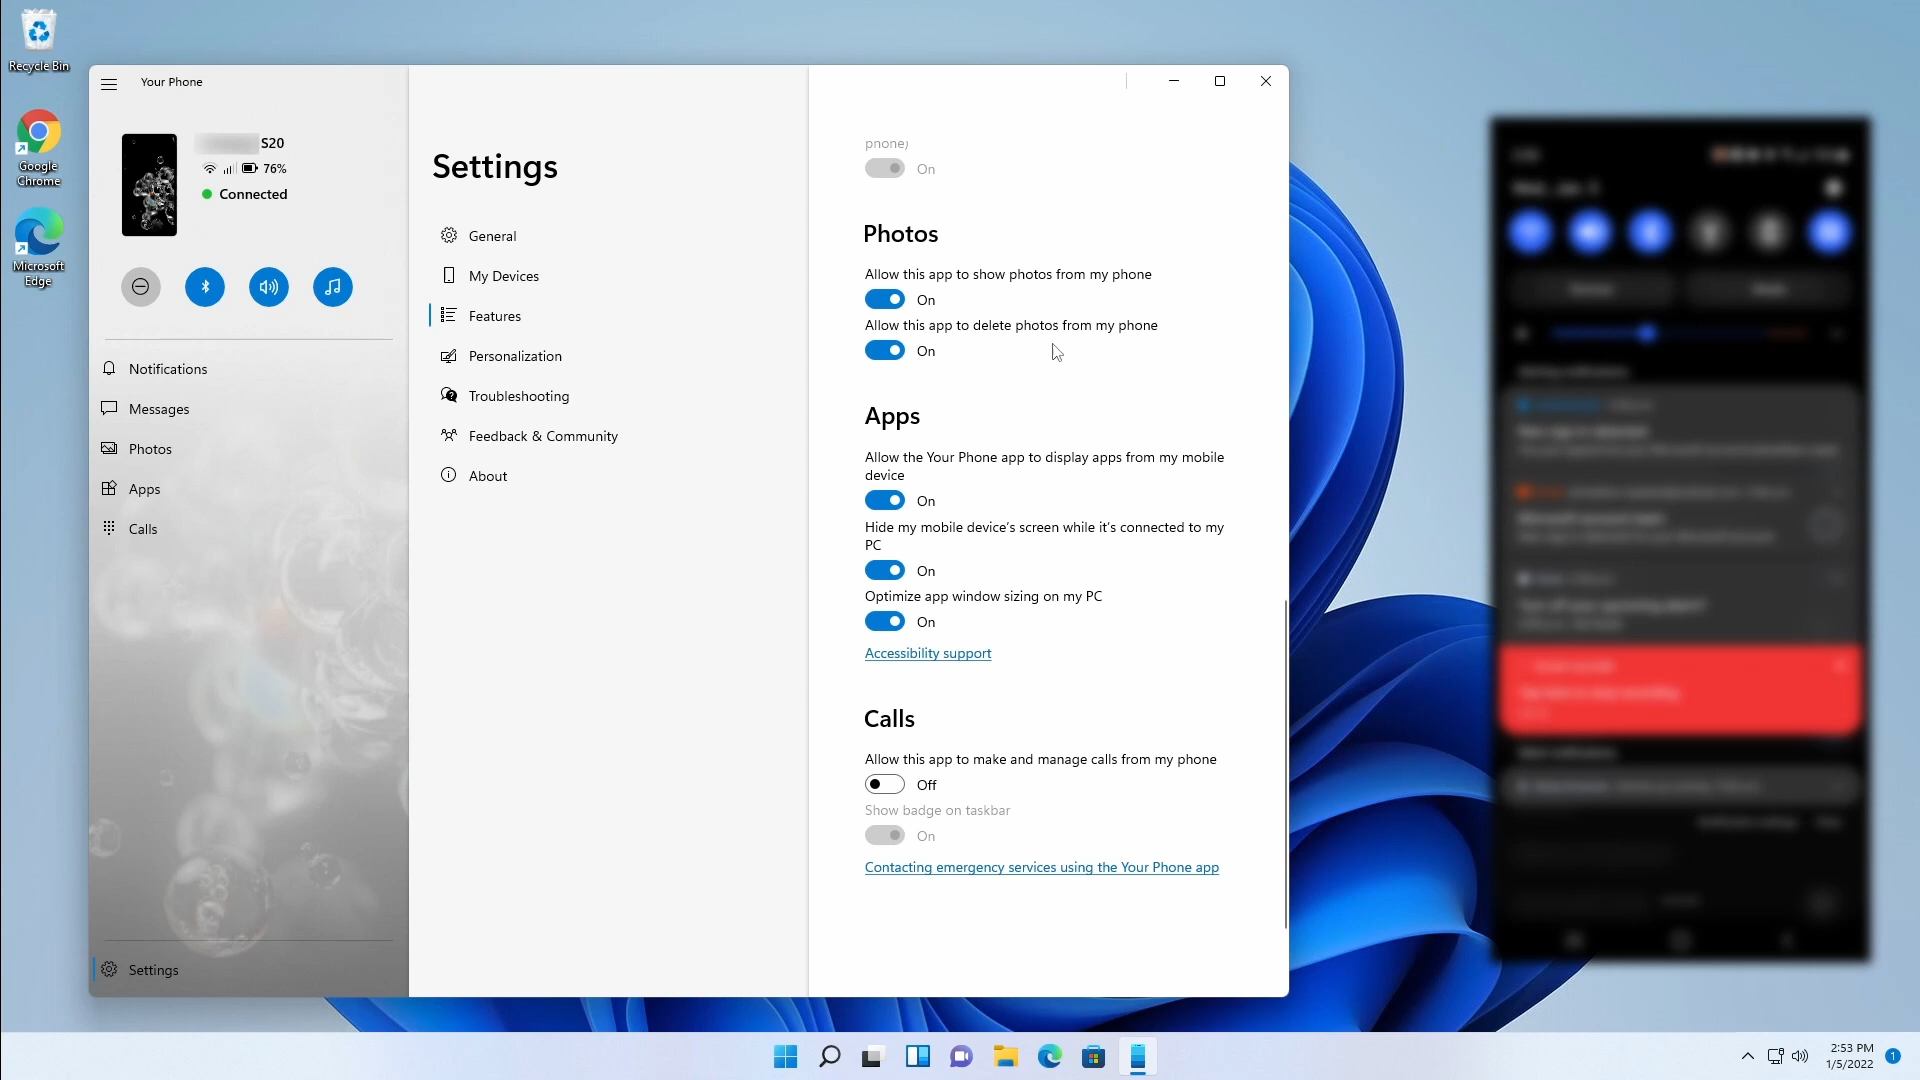 Recycle Bin
Google
Chrome
Microsoft
Edge
Your Phone
S20
76%
Connected
Notifications
Messages
Photos
Apps
Calls
Settings
Settings
General
My Devices
Features
Personalization
Troubleshooting
Feedback & Community
About
phone)
On
Photos
Allow this app to show photos from my phone
On
Allow this app to delete photos from my phone
On
Apps
Allow the Your Phone app to display apps from my mobile
device
On
Hide my mobile device's screen while it's connected to my
PC
On
Optimize app window sizing on my PC
On
Accessibility support
Calls
Allow this app to make and manage calls from my phone
Off
Show badge on taskbar
On
Contacting emergency services using the Your Phone app
2:53 PM
1/5/2022
1